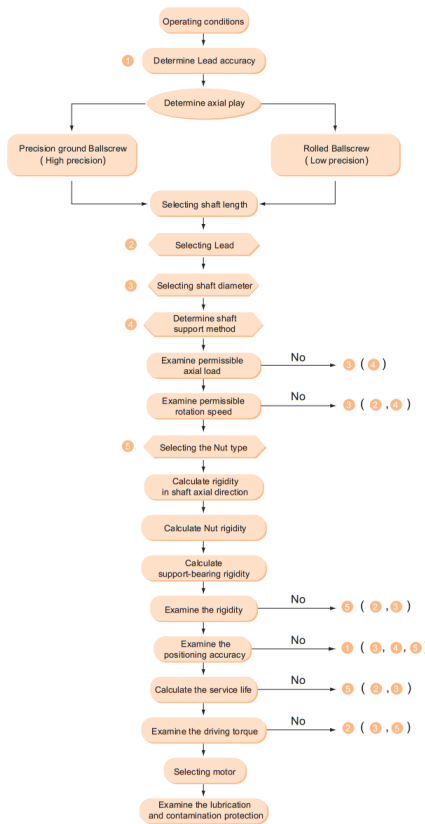 Operating conditions
1
Determine Lead accuracy
Determine axial play
Precision ground Ballscrew
( High precision)
Rolled Ballscrew
( Low precision)
Selecting shaft length
2
Selecting Lead
3
Selecting shaft diameter
4
Determine shaft
support method
Examine permissible
axial load
No
3 ( 4 )
Examine permissible
rotation speed
No
3 ( 2 , 4 )
5
Selecting the Nut type
Calculate rigidity
in shaft axial direction
Calculate Nut rigidity
Calculate
support-bearing rigidity
Examine the rigidity
No
5 ( 2 , 3 )
Examine the
positioning accuracy
No
1 ( 3, 4, 5 )
Calculate the service life
No
5 ( 2 , 3 )
Examine the driving torque
No
2 ( 3 , 5 )
Selecting motor
Examine the lubrication
and contamination protection